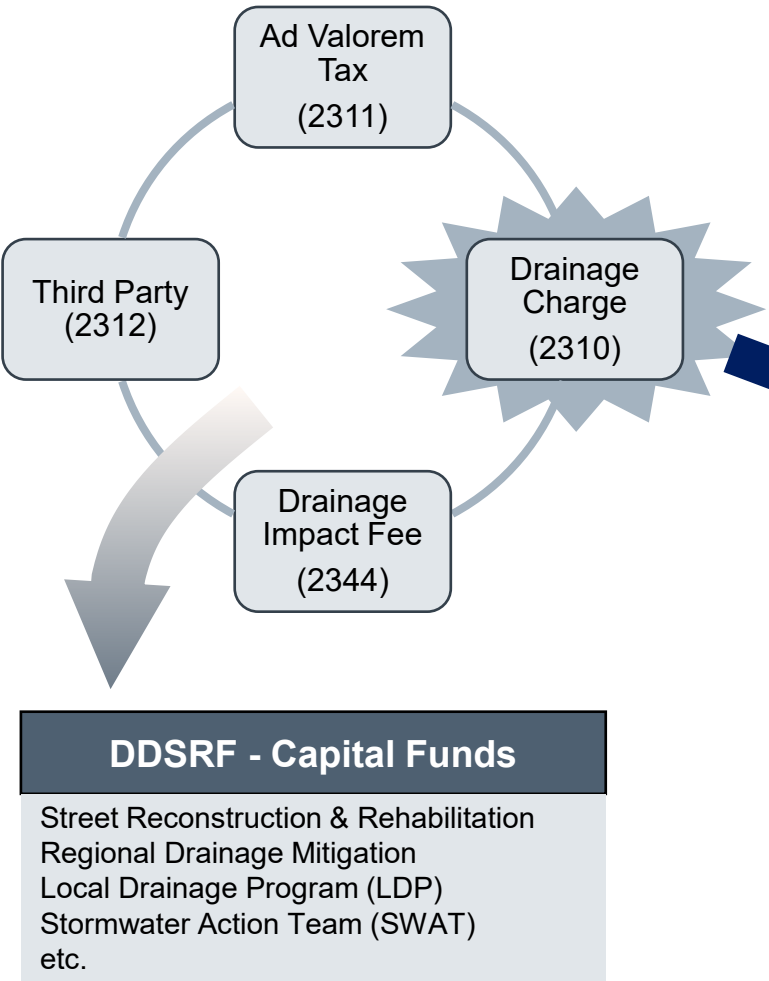 Ad Valorem
Tax
(2311)
Third Party
(2312)
Drainage
Charge
(2310)
Drainage
Impact Fee
(2344)
DDSRF - Capital Funds
Street Reconstruction & Rehabilitation
Regional Drainage Mitigation
Local Drainage Program (LDP)
Stormwater Action Team (SWAT)
etc.